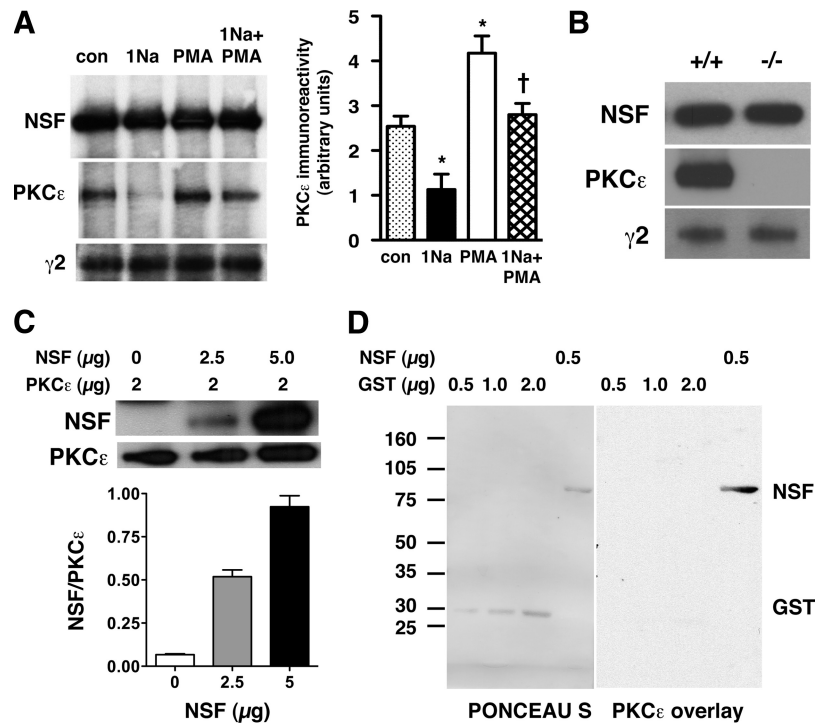 A
con 1Na PMA 1Na+ PMA
NSF
PKCε
γ2
PKCε immunoreactivity
(arbitrary units)
5
4
3
2
1
0
*
*
†
con 1Na PMA 1Na+
PMA
B
+/+ -/-
NSF
PKCε
γ2
C
NSF (µg) 0 2.5 5.0
PKCε (µg) 2 2 2
NSF
PKCε
NSF/PKCε
1.00
0.75
0.50
0.25
0.00
0 2.5 5
NSF (µg)
D
NSF (µg) 0.5 0.5
GST (µg) 0.5 1.0 2.0 0.5 1.0 2.0
160
105
75
50
35
30
25
NSF
GST
PONCEAU S PKCε overlay